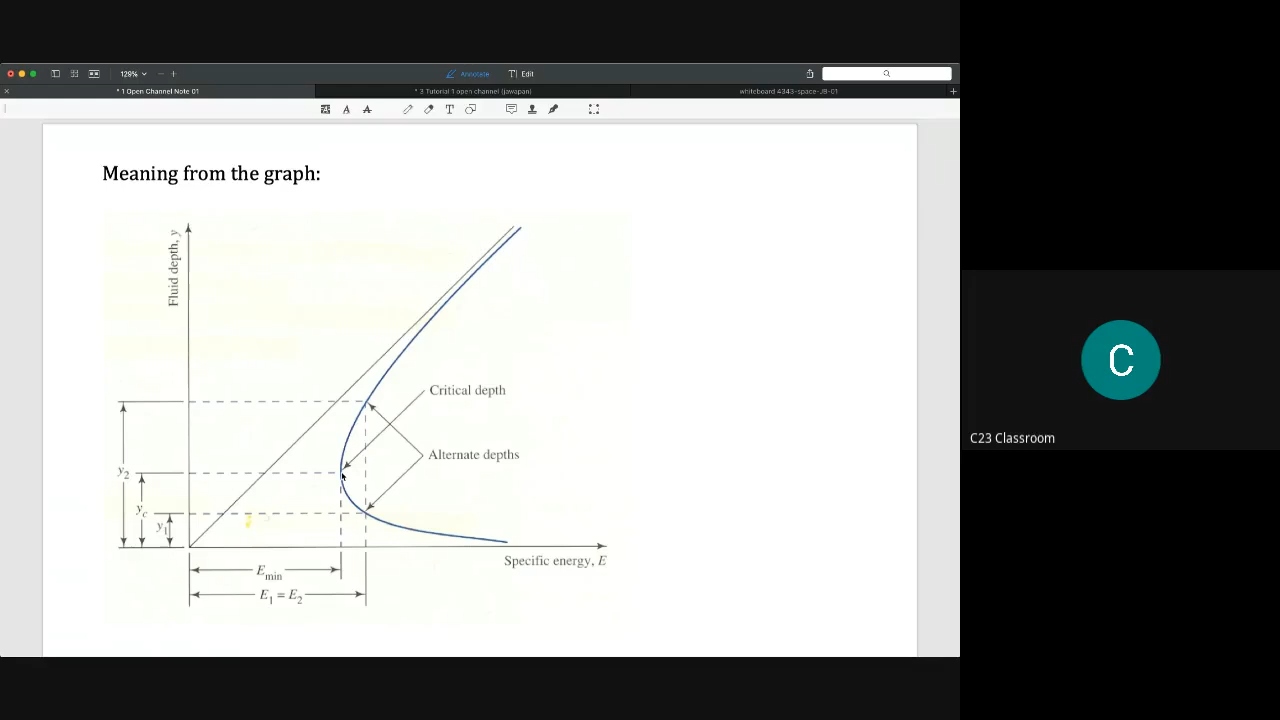 129%
Annotate
Edit
* 1 Open Channel Note 01
* 3 Tutorial 1 open channel (jawapan)
whiteboard 4343-space-JB-01
Meaning from the graph:
Fluid depth, y
Critical depth
Alternate depths
y2
yc
y1
Specific energy, E
Emin
E1 = E2
C
C23 Classroom